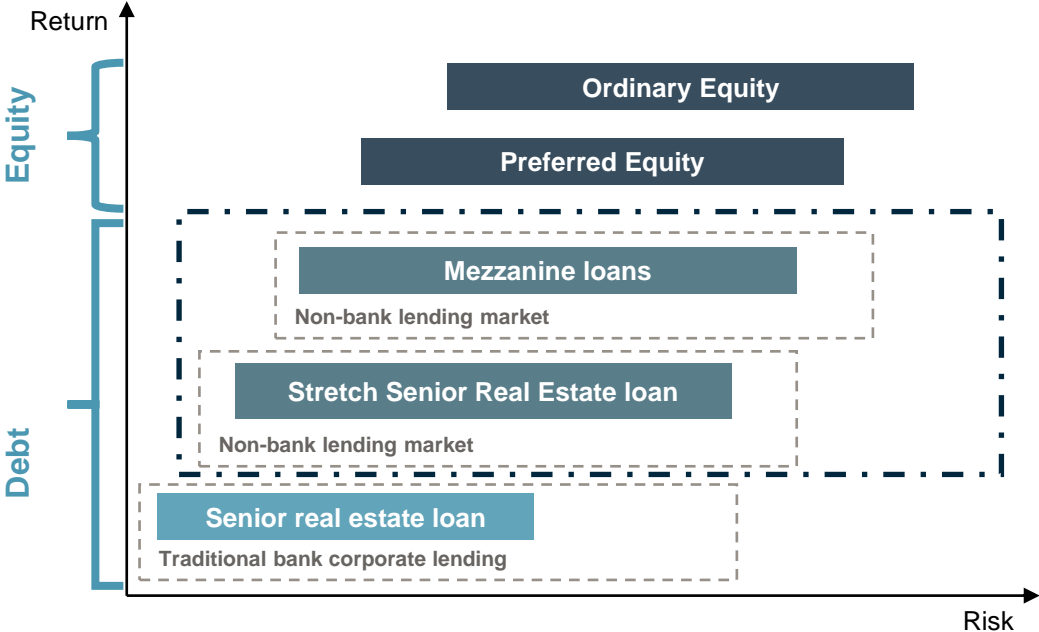 Return
Equity
Ordinary Equity
Preferred Equity
Debt
Mezzanine loans
Non-bank lending market
Stretch Senior Real Estate loan
Non-bank lending market
Senior real estate loan
Traditional bank corporate lending
Risk